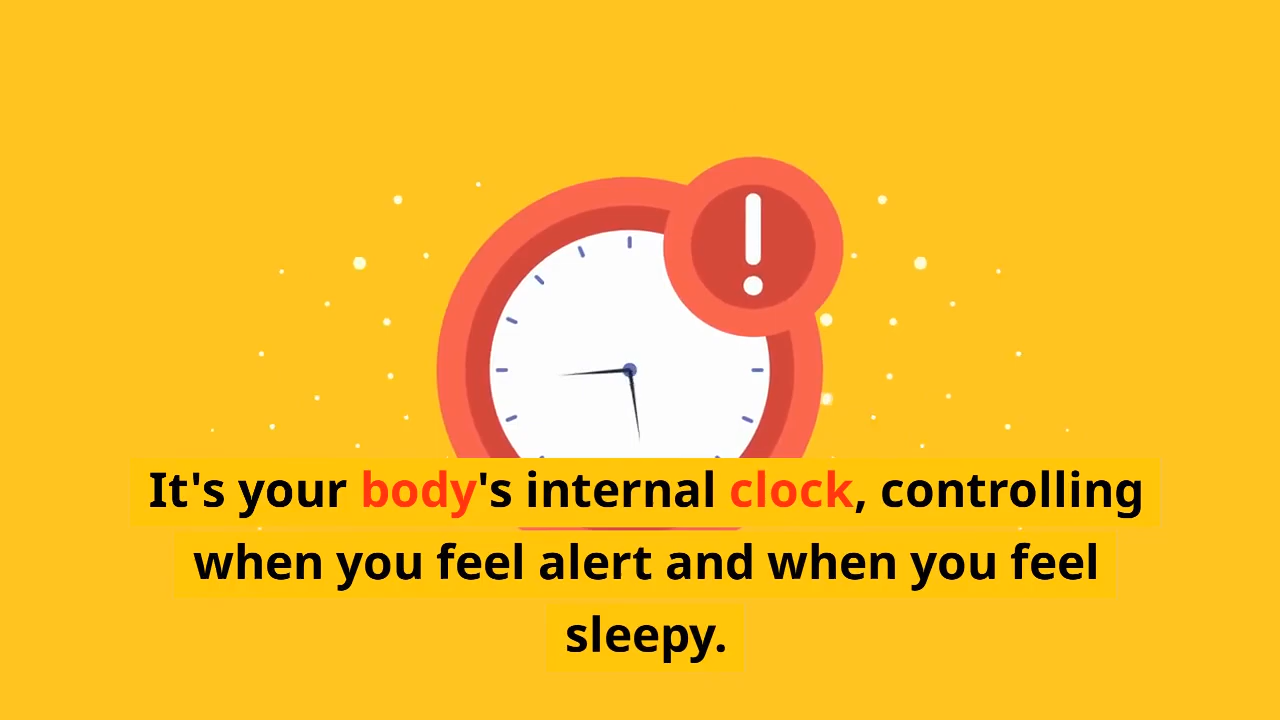 It's your body's internal clock, controlling
when you feel alert and when you feel
sleepy.